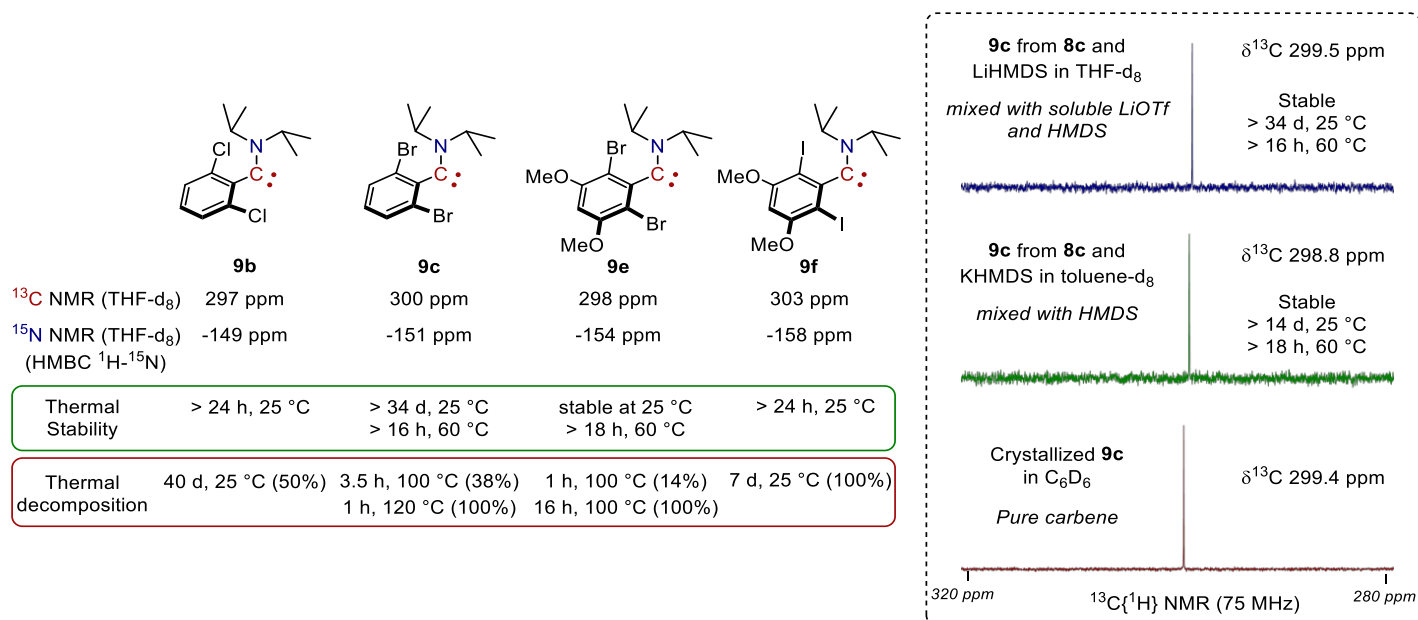 Cl
N
C
Cl
9b
Br
N
C
Br
9c
Br
N
MeO
C
Br
MeO
9e
I
N
MeO
C
I
MeO
9f
13C NMR (THF-d8) 297 ppm 300 ppm 298 ppm 303 ppm
15N NMR (THF-d8) -149 ppm -151 ppm -154 ppm -158 ppm
(HMBC 1H-15N)
Thermal
Stability
> 24 h, 25 °C
> 34 d, 25 °C
> 16 h, 60 °C
stable at 25 °C
> 18 h, 60 °C
> 24 h, 25 °C
Thermal
decomposition
40 d, 25 °C (50%)
3.5 h, 100 °C (38%)
1 h, 120 °C (100%)
1 h, 100 °C (14%)
16 h, 100 °C (100%)
7 d, 25 °C (100%)
9c from 8c and
LiHMDS in THF-d8
mixed with soluble LiOTf
and HMDS
δ13C 299.5 ppm
Stable
> 34 d, 25 °C
> 16 h, 60 °C
9c from 8c and
KHMDS in toluene-d8
mixed with HMDS
δ13C 298.8 ppm
Stable
> 14 d, 25 °C
> 18 h, 60 °C
Crystallized 9c
in C6D6
Pure carbene
δ13C 299.4 ppm
320 ppm
13C{1H} NMR (75 MHz)
280 ppm